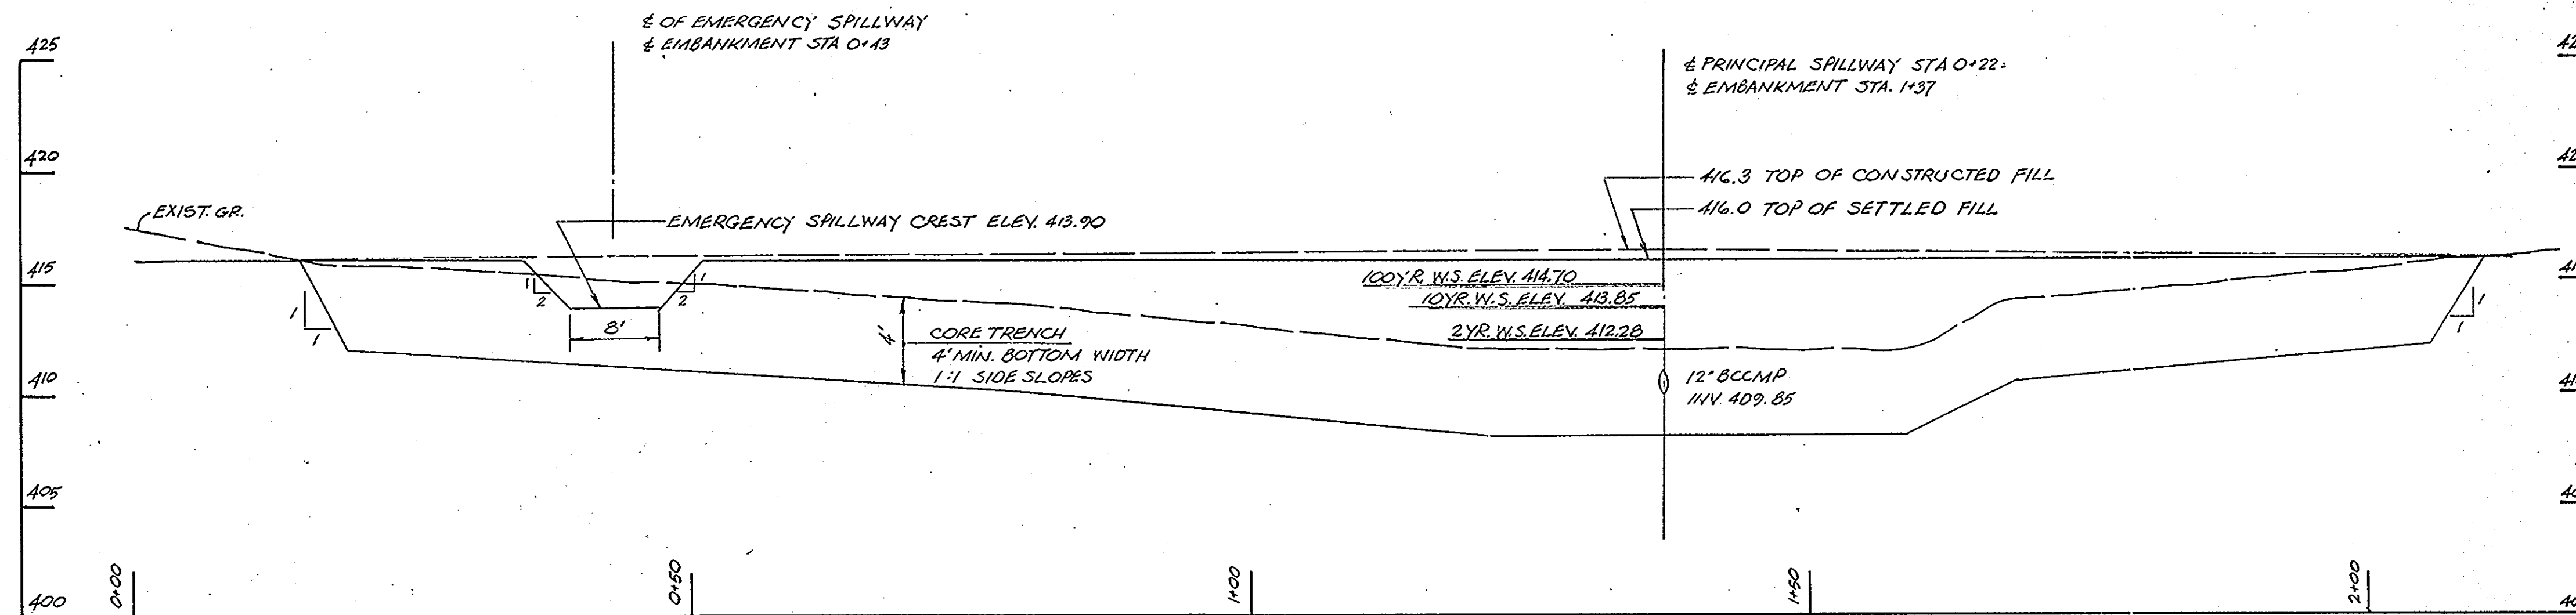 ℄ OF EMERGENCY SPILLWAY
℄ EMBANKMENT STA 0+43
℄ PRINCIPAL SPILLWAY STA 0+22=
℄ EMBANKMENT STA. 1+37
425
420
415
410
405
400
EXIST. GR.
EMERGENCY SPILLWAY CREST ELEV. 413.90
416.3 TOP OF CONSTRUCTED FILL
416.0 TOP OF SETTLED FILL
100YR. W.S. ELEV. 414.70
10YR. W.S. ELEV. 413.85
2YR. W.S. ELEV. 412.28
1
1
1
2
8'
1
2
4'
CORE TRENCH
4' MIN. BOTTOM WIDTH
1:1 SIDE SLOPES
12" BCCMP
INV. 409.85
1
1
0+00
0+50
1+00
1+50
2+00